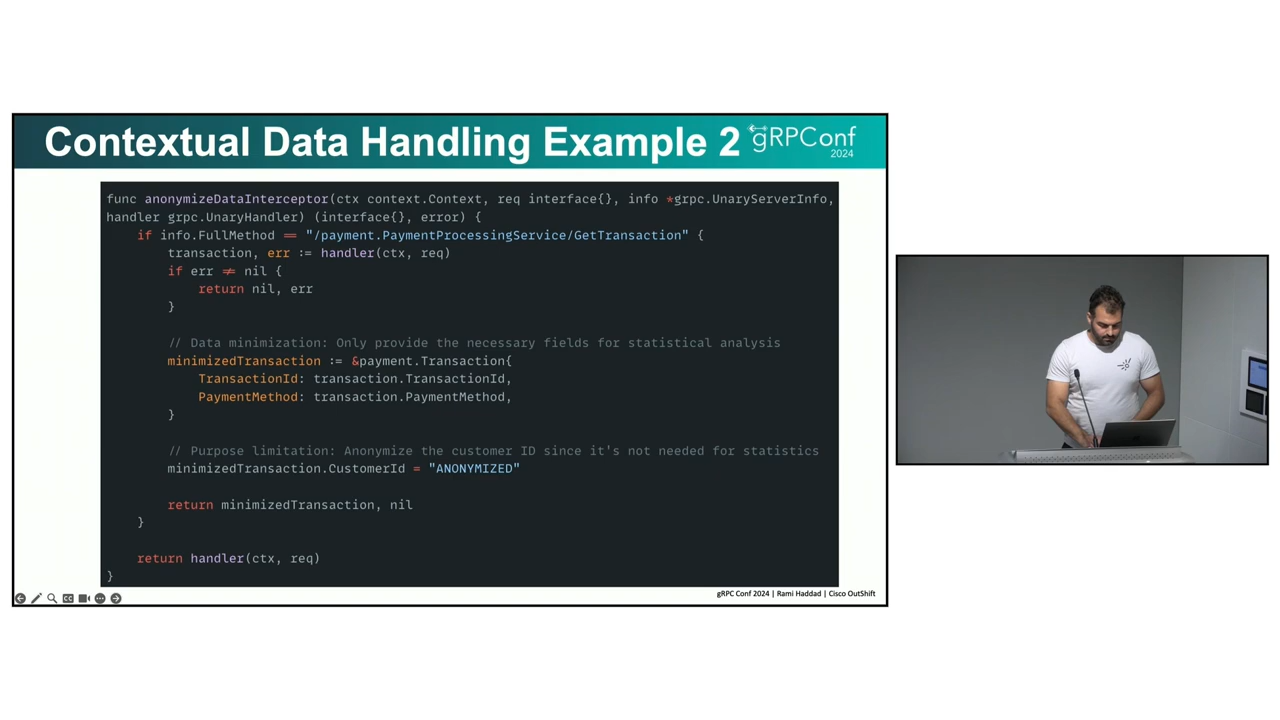 Contextual Data Handling Example 2
gRPConf
2024
func anonymizeDataInterceptor(ctx context.Context, req interface{}, info *grpc.UnaryServerInfo,
handler grpc.UnaryHandler) (interface{}, error) {
if info.FullMethod == "/payment.PaymentProcessingService/GetTransaction" {
transaction, err := handler(ctx, req)
if err ≠ nil {
return nil, err
}
// Data minimization: Only provide the necessary fields for statistical analysis
minimizedTransaction := &payment.Transaction{
TransactionId: transaction.TransactionId,
PaymentMethod: transaction.PaymentMethod,
}
// Purpose limitation: Anonymize the customer ID since it's not needed for statistics
minimizedTransaction.CustomerId = "ANONYMIZED"
return minimizedTransaction, nil
}
return handler(ctx, req)
}
CC
gRPC Conf 2024 | Rami Haddad | Cisco OutShift